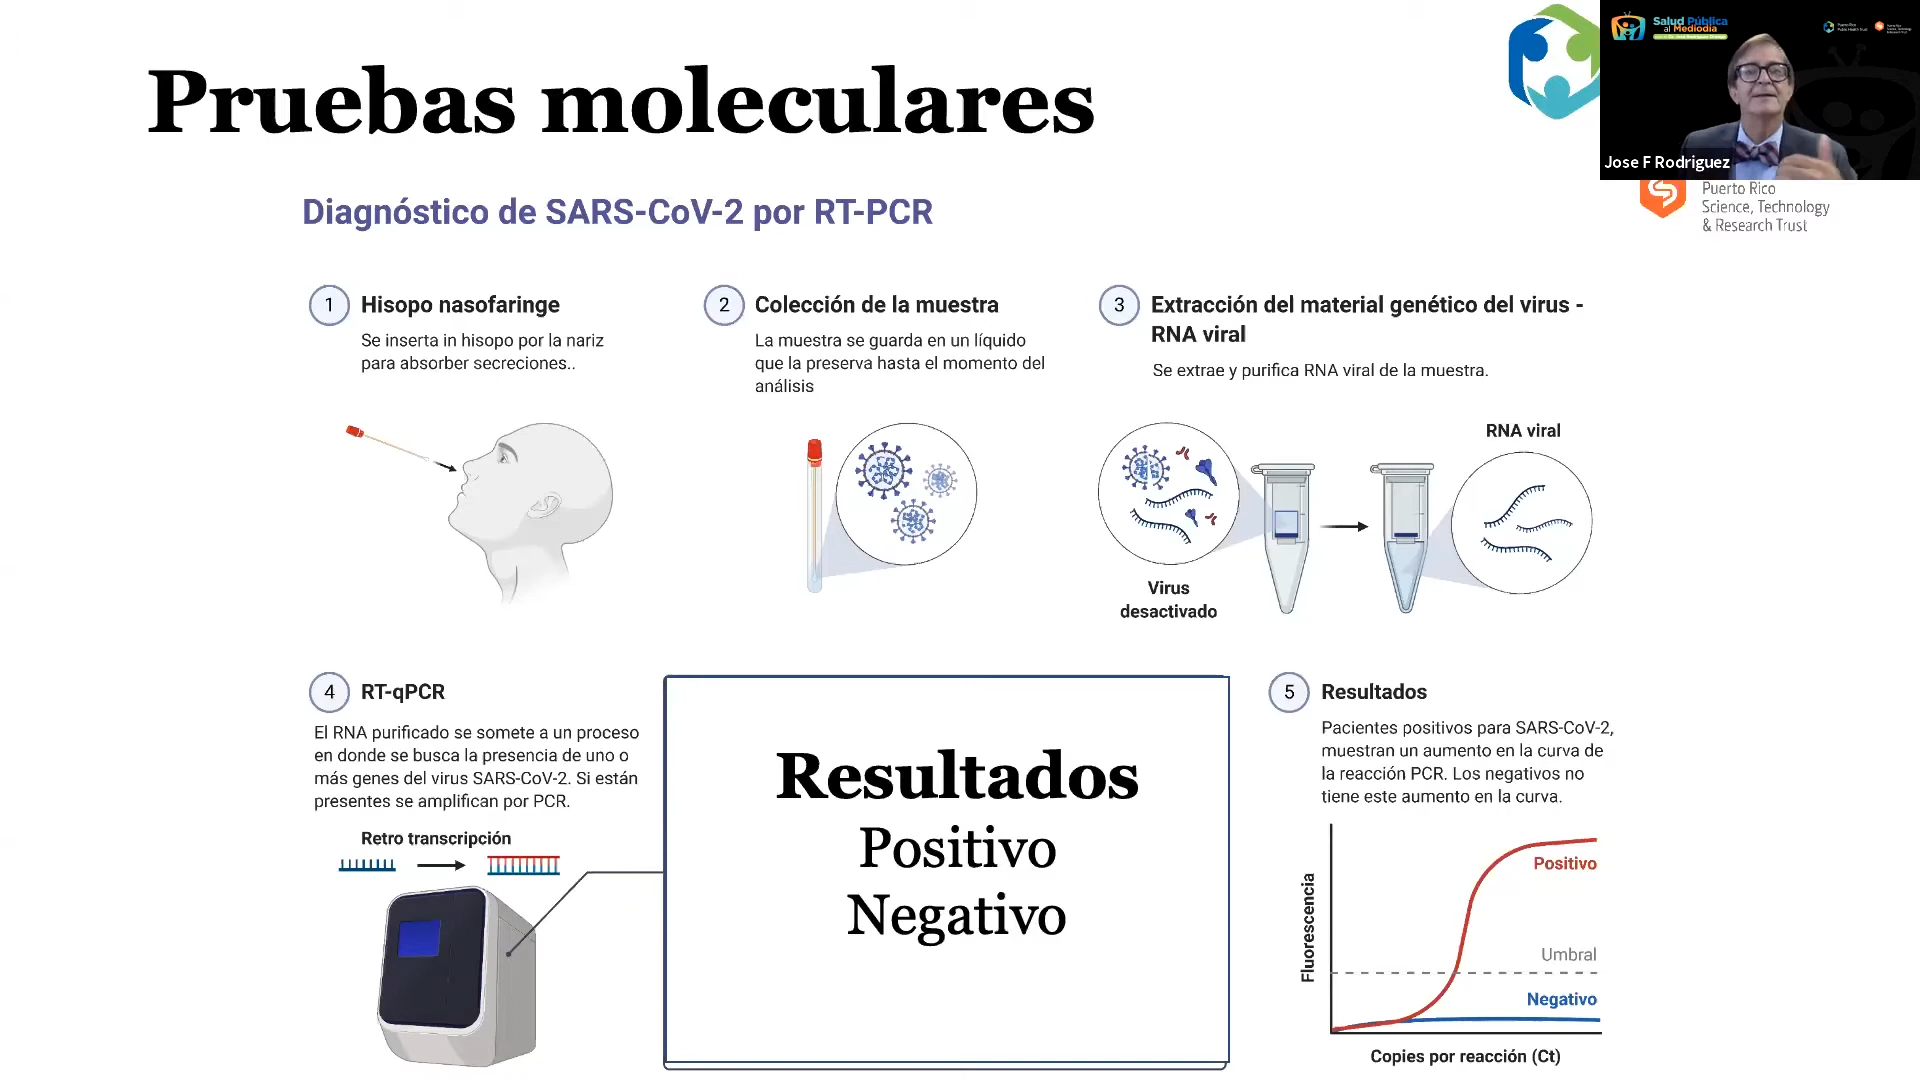 Pruebas moleculares
Salud Pública
al Mediodía
Jose F Rodriguez
Puerto Rico
Science, Technology
& Research Trust
Diagnóstico de SARS-CoV-2 por RT-PCR
1 Hisopo nasofaringe
Se inserta in hisopo por la nariz
para absorber secreciones..
2 Colección de la muestra
La muestra se guarda en un líquido
que la preserva hasta el momento del
análisis
3 Extracción del material genético del virus -
RNA viral
Se extrae y purifica RNA viral de la muestra.
RNA viral
Virus
desactivado
4 RT-qPCR
El RNA purificado se somete a un proceso
en donde se busca la presencia de uno o
más genes del virus SARS-CoV-2. Si están
presentes se amplifican por PCR.
Retro transcripción
Resultados
Positivo
Negativo
5 Resultados
Pacientes positivos para SARS-CoV-2,
muestran un aumento en la curva de
la reacción PCR. Los negativos no
tiene este aumento en la curva.
Fluorescencia
Positivo
Umbral
Negativo
Copies por reacción (Ct)